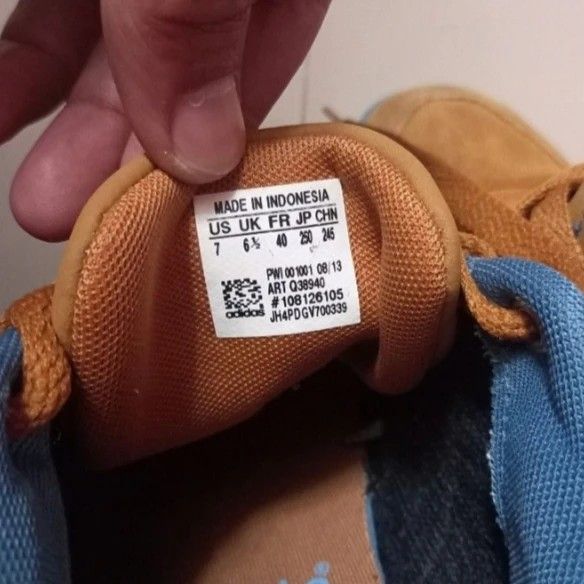 MADE IN INDONESIA
US UK FR JP CHN
7 6½ 40 250 245
PWI 001001 08/13
ART Q38940
#108126105
adidas JH4PDGV700339